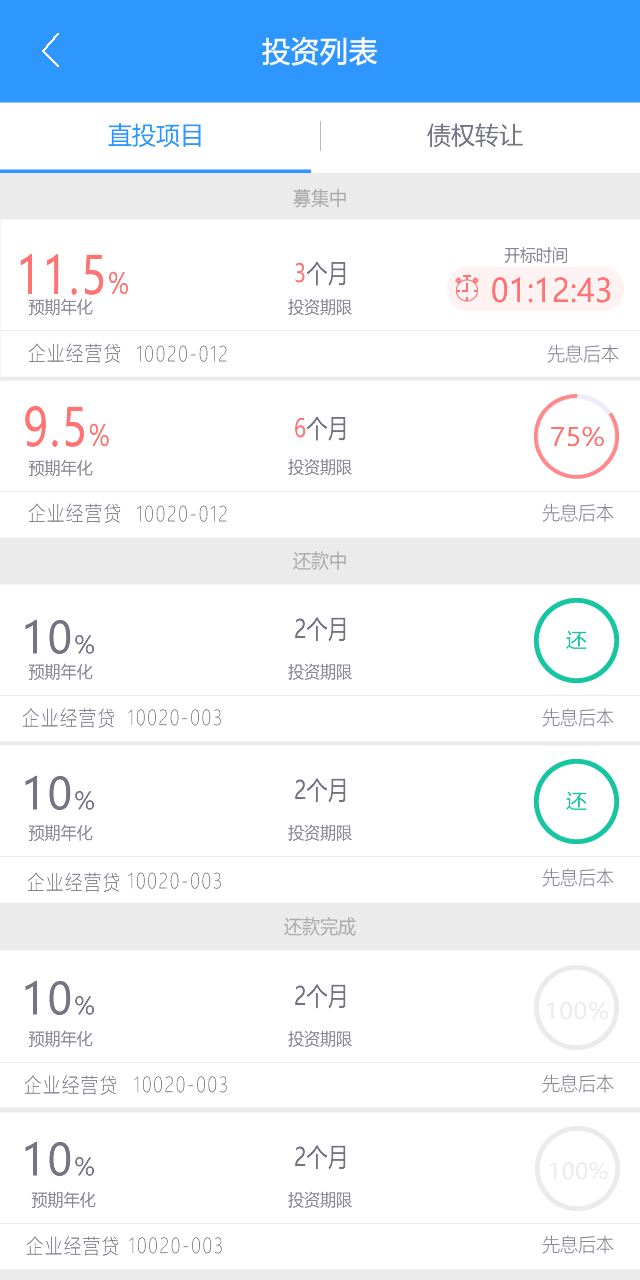 投资列表
直投项目 债权转让
募集中
11.5% 3个月 开标时间
01:12:43
预期年化 投资期限
企业经营贷 10020-012 先息后本
9.5% 6个月 75%
预期年化 投资期限
企业经营贷 10020-012 先息后本
还款中
10% 2个月 还
预期年化 投资期限
企业经营贷 10020-003 先息后本
10% 2个月 还
预期年化 投资期限
企业经营贷 10020-003 先息后本
还款完成
10% 2个月 100%
预期年化 投资期限
企业经营贷 10020-003 先息后本
10% 2个月 100%
预期年化 投资期限
企业经营贷 10020-003 先息后本